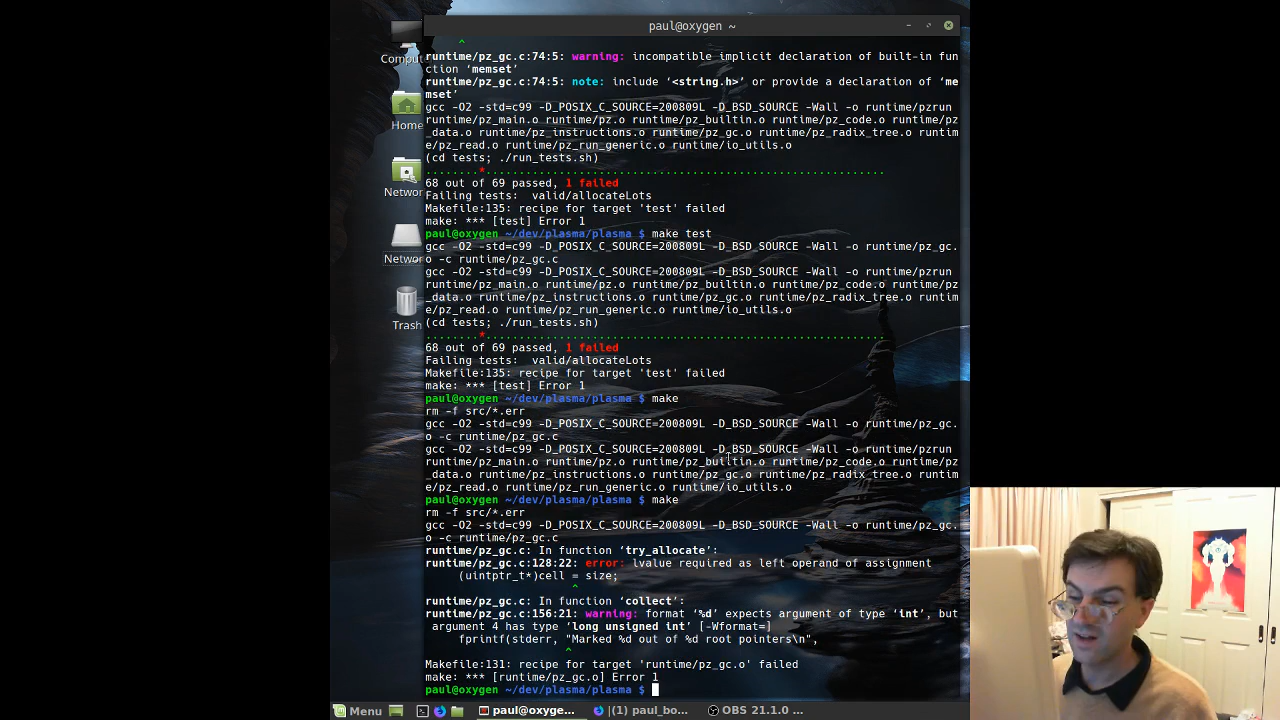 paul@oxygen ~
Comput
Home
Networ
Networ
Trash
^
runtime/pz_gc.c:74:5: warning: incompatible implicit declaration of built-in fun
ction ‘memset’
runtime/pz_gc.c:74:5: note: include ‘<string.h>’ or provide a declaration of ‘me
mset’
gcc -O2 -std=c99 -D_POSIX_C_SOURCE=200809L -D_BSD_SOURCE -Wall -o runtime/pzrun
runtime/pz_main.o runtime/pz.o runtime/pz_builtin.o runtime/pz_code.o runtime/pz
_data.o runtime/pz_instructions.o runtime/pz_gc.o runtime/pz_radix_tree.o runtim
e/pz_read.o runtime/pz_run_generic.o runtime/io_utils.o
(cd tests; ./run_tests.sh)
........*............................................................
68 out of 69 passed, 1 failed
Failing tests:  valid/allocateLots
Makefile:135: recipe for target 'test' failed
make: *** [test] Error 1
paul@oxygen ~/dev/plasma/plasma $ make test
gcc -O2 -std=c99 -D_POSIX_C_SOURCE=200809L -D_BSD_SOURCE -Wall -o runtime/pz_gc.
o -c runtime/pz_gc.c
gcc -O2 -std=c99 -D_POSIX_C_SOURCE=200809L -D_BSD_SOURCE -Wall -o runtime/pzrun
runtime/pz_main.o runtime/pz.o runtime/pz_builtin.o runtime/pz_code.o runtime/pz
_data.o runtime/pz_instructions.o runtime/pz_gc.o runtime/pz_radix_tree.o runtim
e/pz_read.o runtime/pz_run_generic.o runtime/io_utils.o
(cd tests; ./run_tests.sh)
........*............................................................
68 out of 69 passed, 1 failed
Failing tests:  valid/allocateLots
Makefile:135: recipe for target 'test' failed
make: *** [test] Error 1
paul@oxygen ~/dev/plasma/plasma $ make
rm -f src/*.err
gcc -O2 -std=c99 -D_POSIX_C_SOURCE=200809L -D_BSD_SOURCE -Wall -o runtime/pz_gc.
o -c runtime/pz_gc.c
gcc -O2 -std=c99 -D_POSIX_C_SOURCE=200809L -D_BSD_SOURCE -Wall -o runtime/pzrun
runtime/pz_main.o runtime/pz.o runtime/pz_builtin.o runtime/pz_code.o runtime/pz
_data.o runtime/pz_instructions.o runtime/pz_gc.o runtime/pz_radix_tree.o runtim
e/pz_read.o runtime/pz_run_generic.o runtime/io_utils.o
paul@oxygen ~/dev/plasma/plasma $ make
rm -f src/*.err
gcc -O2 -std=c99 -D_POSIX_C_SOURCE=200809L -D_BSD_SOURCE -Wall -o runtime/pz_gc.
o -c runtime/pz_gc.c
runtime/pz_gc.c: In function ‘try_allocate’:
runtime/pz_gc.c:128:22: error: lvalue required as left operand of assignment
(uintptr_t*)cell = size;
^
runtime/pz_gc.c: In function ‘collect’:
runtime/pz_gc.c:156:21: warning: format ‘%d’ expects argument of type ‘int’, but
argument 4 has type ‘long unsigned int’ [-Wformat=]
fprintf(stderr, "Marked %d out of %d root pointers\n",
^
Makefile:131: recipe for target 'runtime/pz_gc.o' failed
make: *** [runtime/pz_gc.o] Error 1
paul@oxygen ~/dev/plasma/plasma $
Menu
paul@oxyge...
(1) paul_bo...
OBS 21.1.0 ...